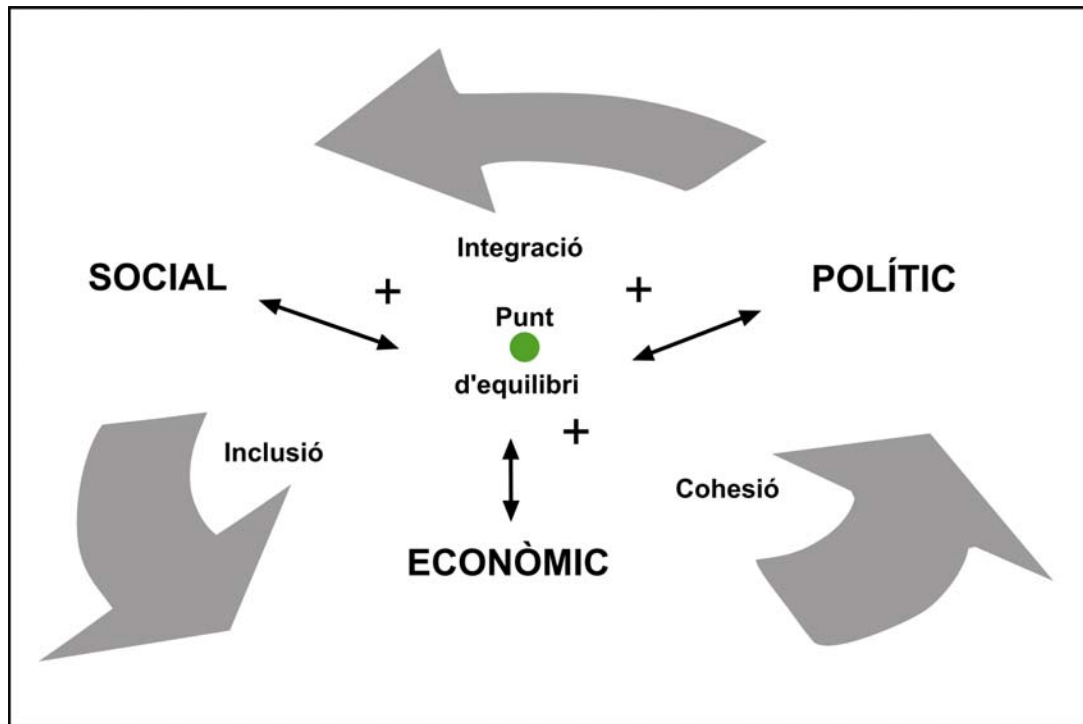 Integració
SOCIAL
+
+
POLÍTIC
Punt
d'equilibri
+
Inclusió
Cohesió
ECONÒMIC